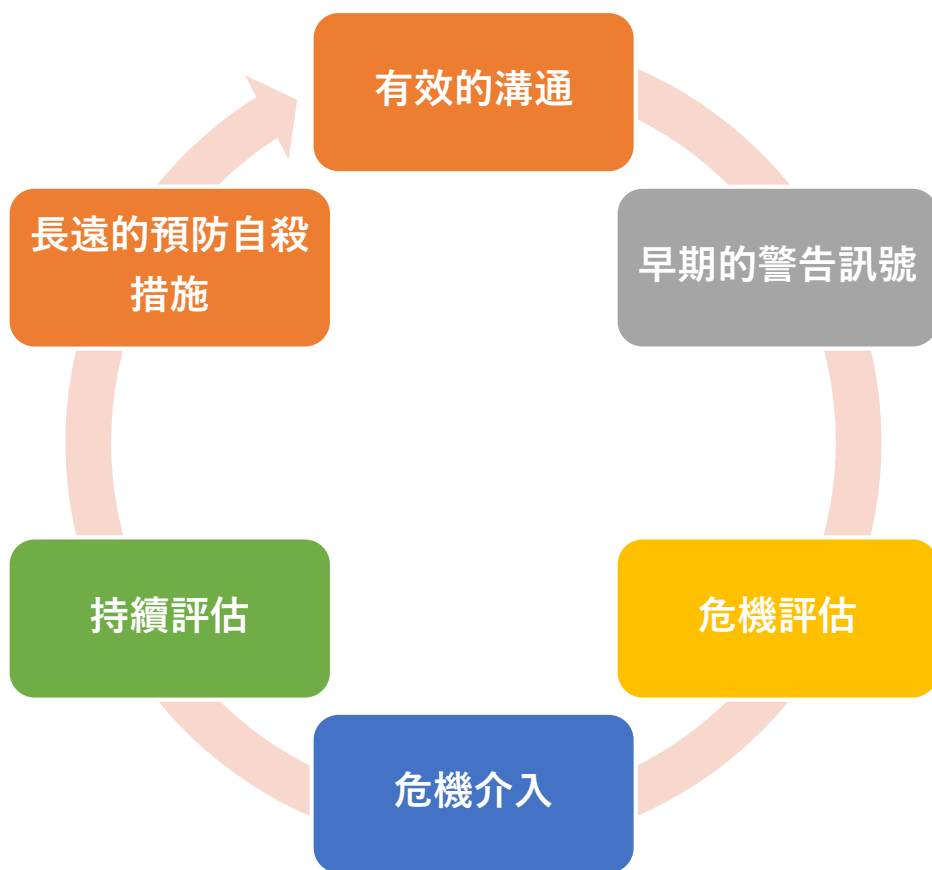 有效的溝通
早期的警告訊號
危機評估
危機介入
持續評估
長遠的預防自殺
措施